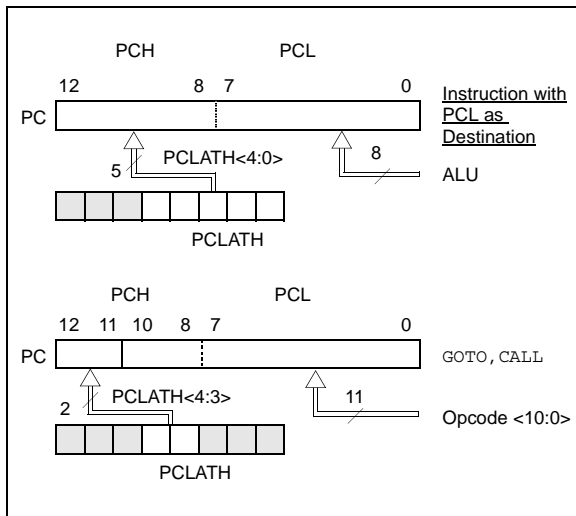 PCH PCL
12 8 7 0
PC
Instruction with
PCL as
Destination
5 PCLATH<4:0>
8
ALU
PCLATH
PCH PCL
12 11 10 8 7 0
PC
GOTO, CALL
2 PCLATH<4:3>
11
Opcode <10:0>
PCLATH